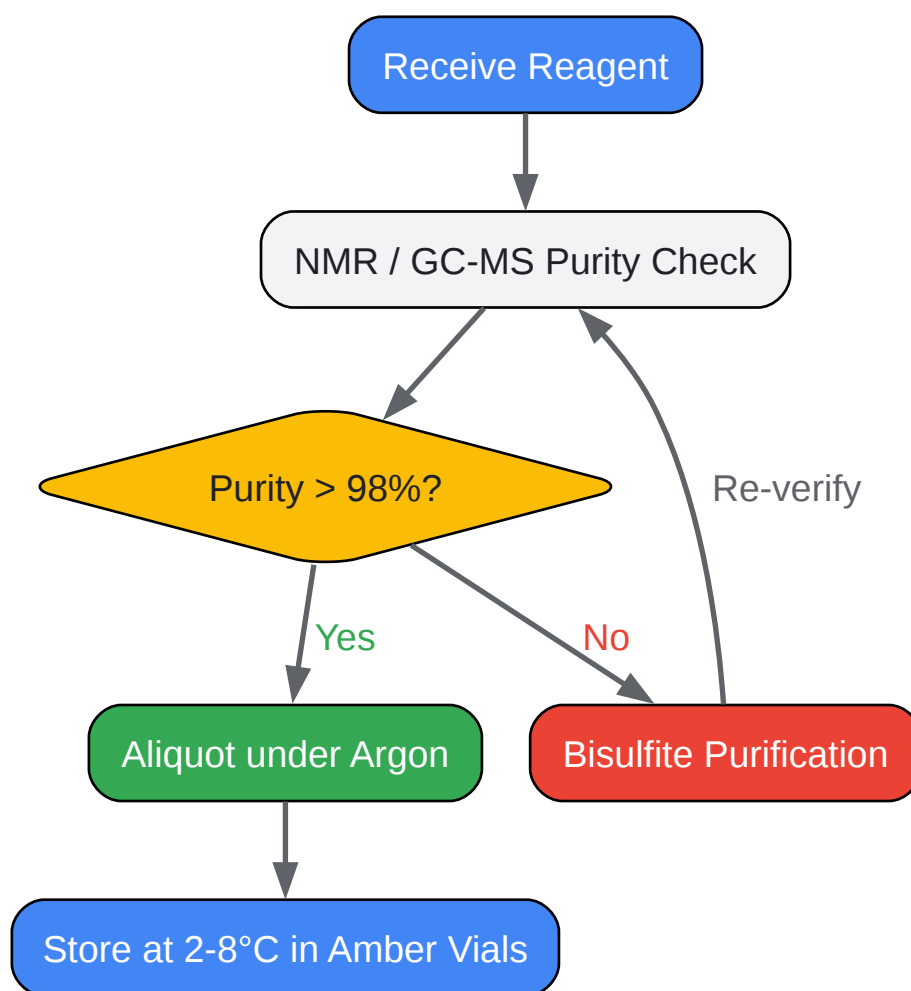 Receive Reagent
NMR / GC-MS Purity Check
Purity > 98%?
Re-verify
Yes
No
Aliquot under Argon
Bisulfite Purification
Store at 2-8°C in Amber Vials